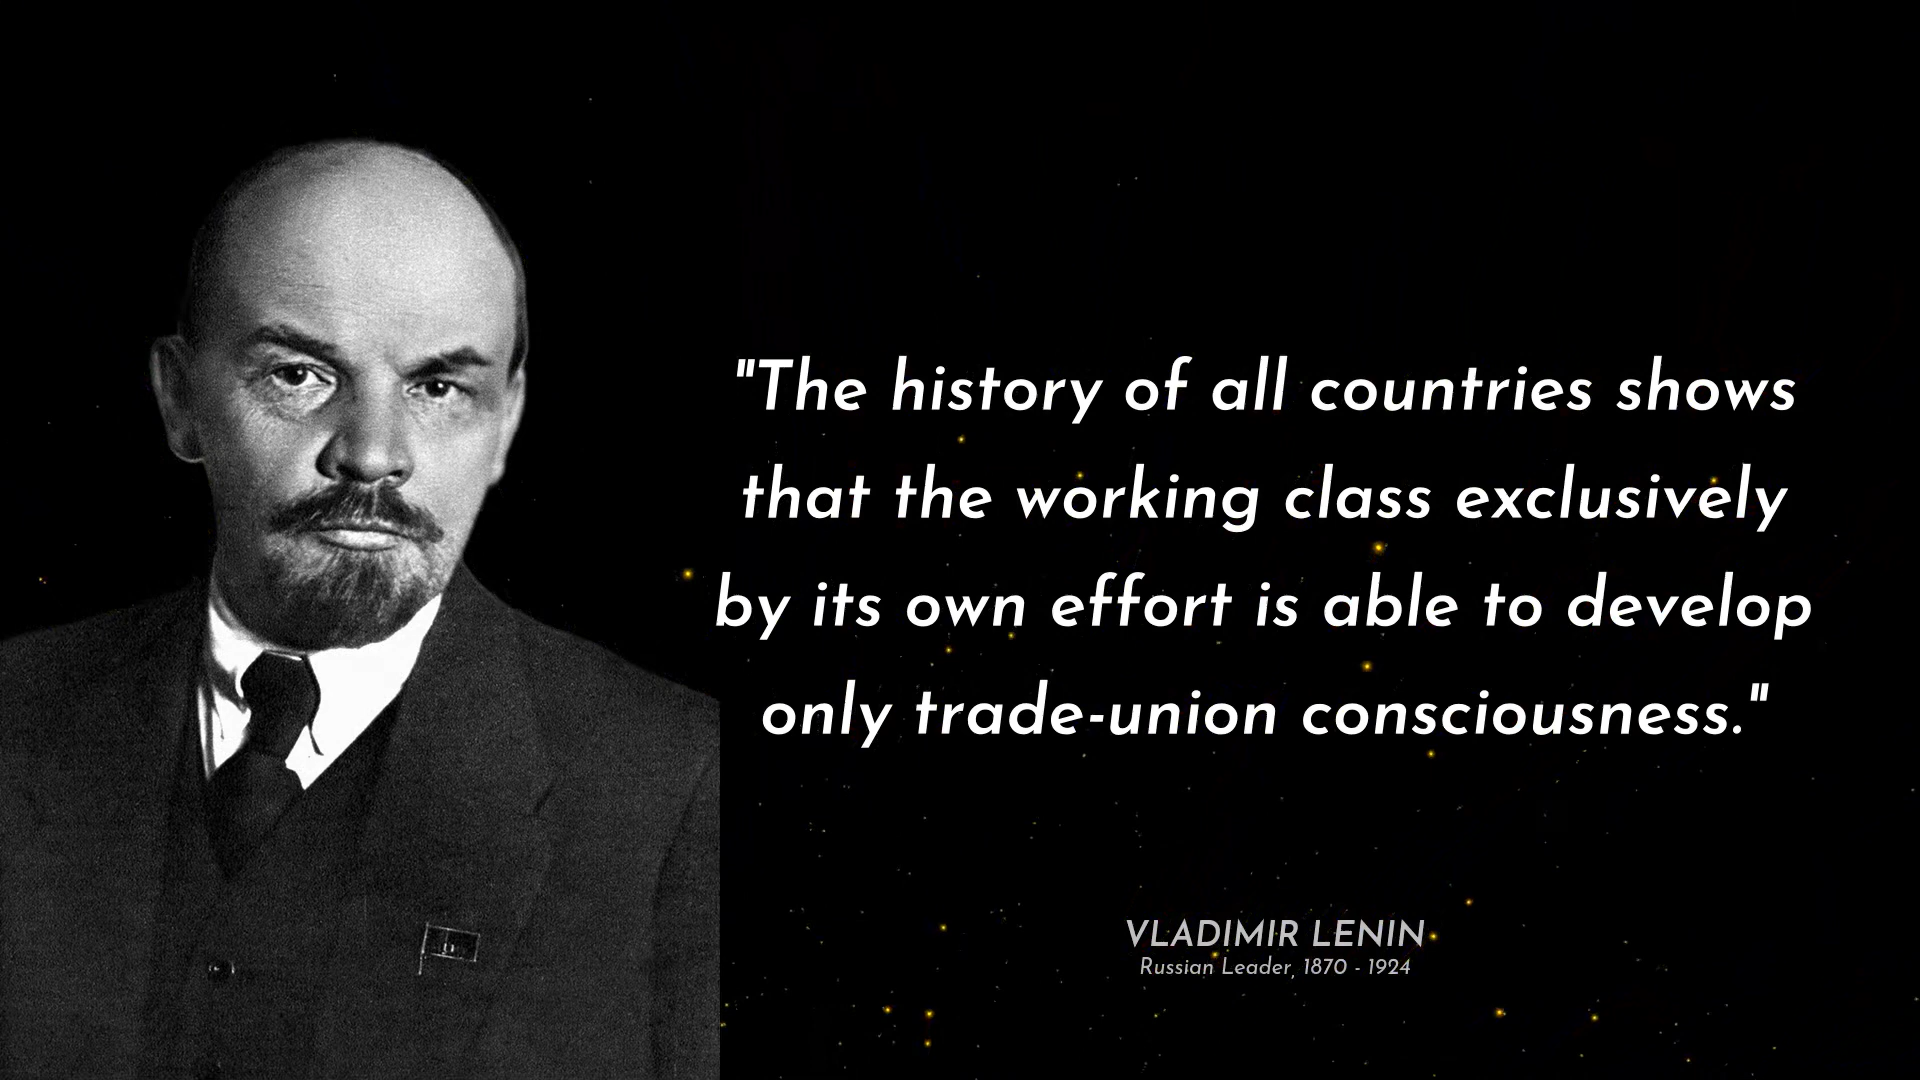 "The history of all countries shows
that the working class exclusively
by its own effort is able to develop
only trade-union consciousness."
VLADIMIR LENIN
Russian Leader, 1870 - 1924